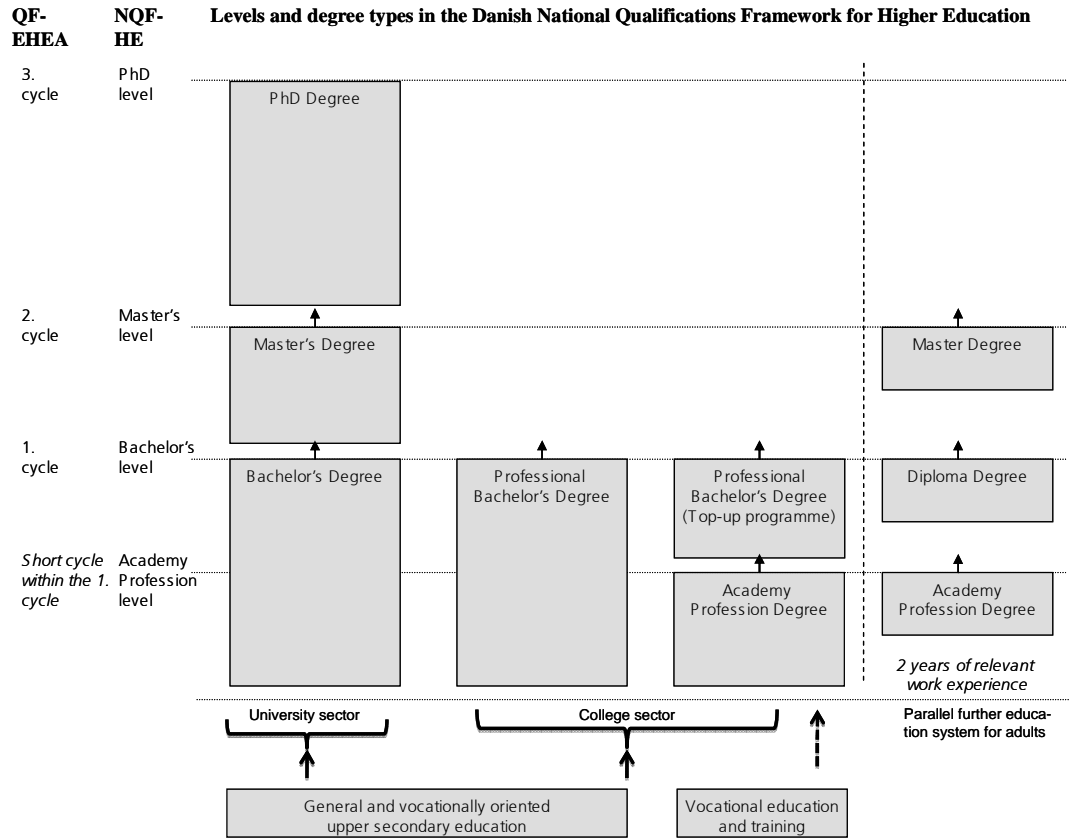 QF-
EHEA
NQF-
HE
Levels and degree types in the Danish National Qualifications Framework for Higher Education
3.
cycle
PhD
level
PhD Degree
2.
cycle
Master's
level
Master's Degree
Master Degree
1.
cycle
Bachelor's
level
Bachelor's Degree
Professional
Bachelor's Degree
Professional
Bachelor's Degree
(Top-up programme)
Diploma Degree
Short cycle
within the 1.
cycle
Academy
Profession
level
Academy
Profession Degree
Academy
Profession Degree
2 years of relevant
work experience
University sector
College sector
Parallel further educa-
tion system for adults
General and vocationally oriented
upper secondary education
Vocational education
and training